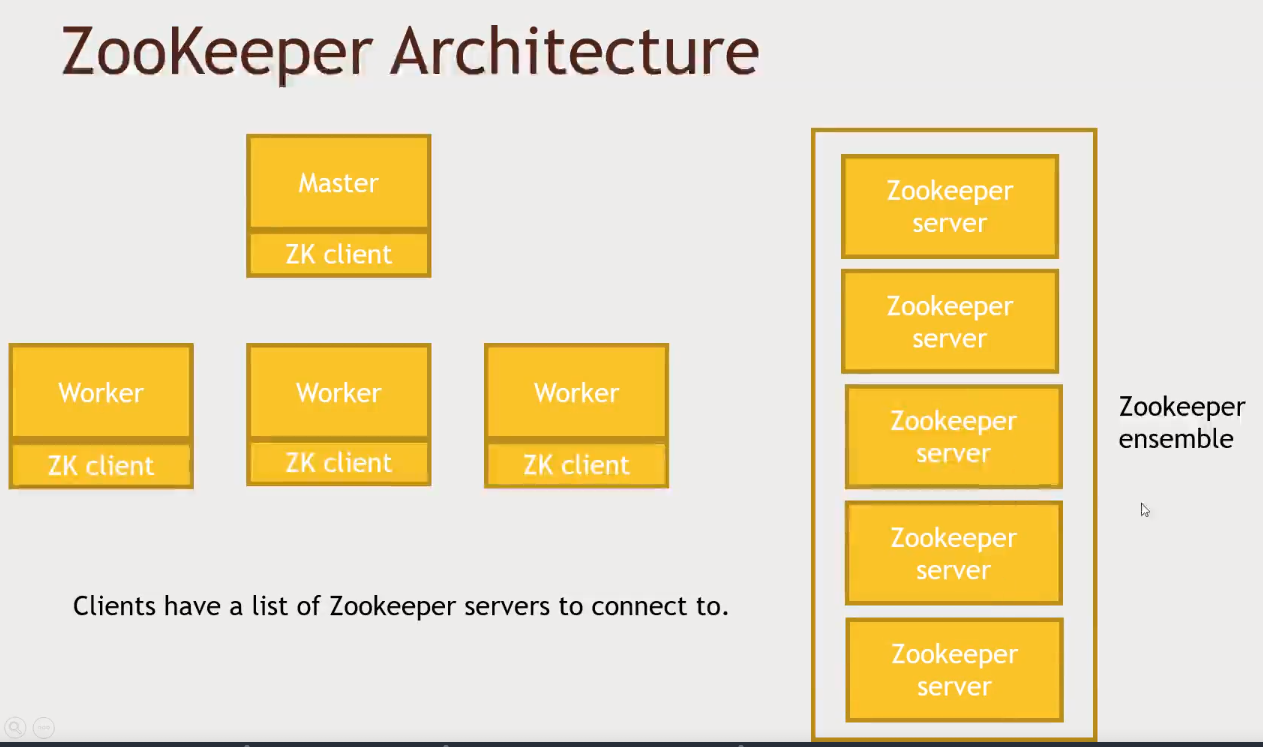 ZooKeeper Architecture
Master
ZK client
Worker
ZK client
Worker
ZK client
Worker
ZK client
Clients have a list of Zookeeper servers to connect to.
Zookeeper
server
Zookeeper
server
Zookeeper
server
Zookeeper
server
Zookeeper
server
Zookeeper
ensemble